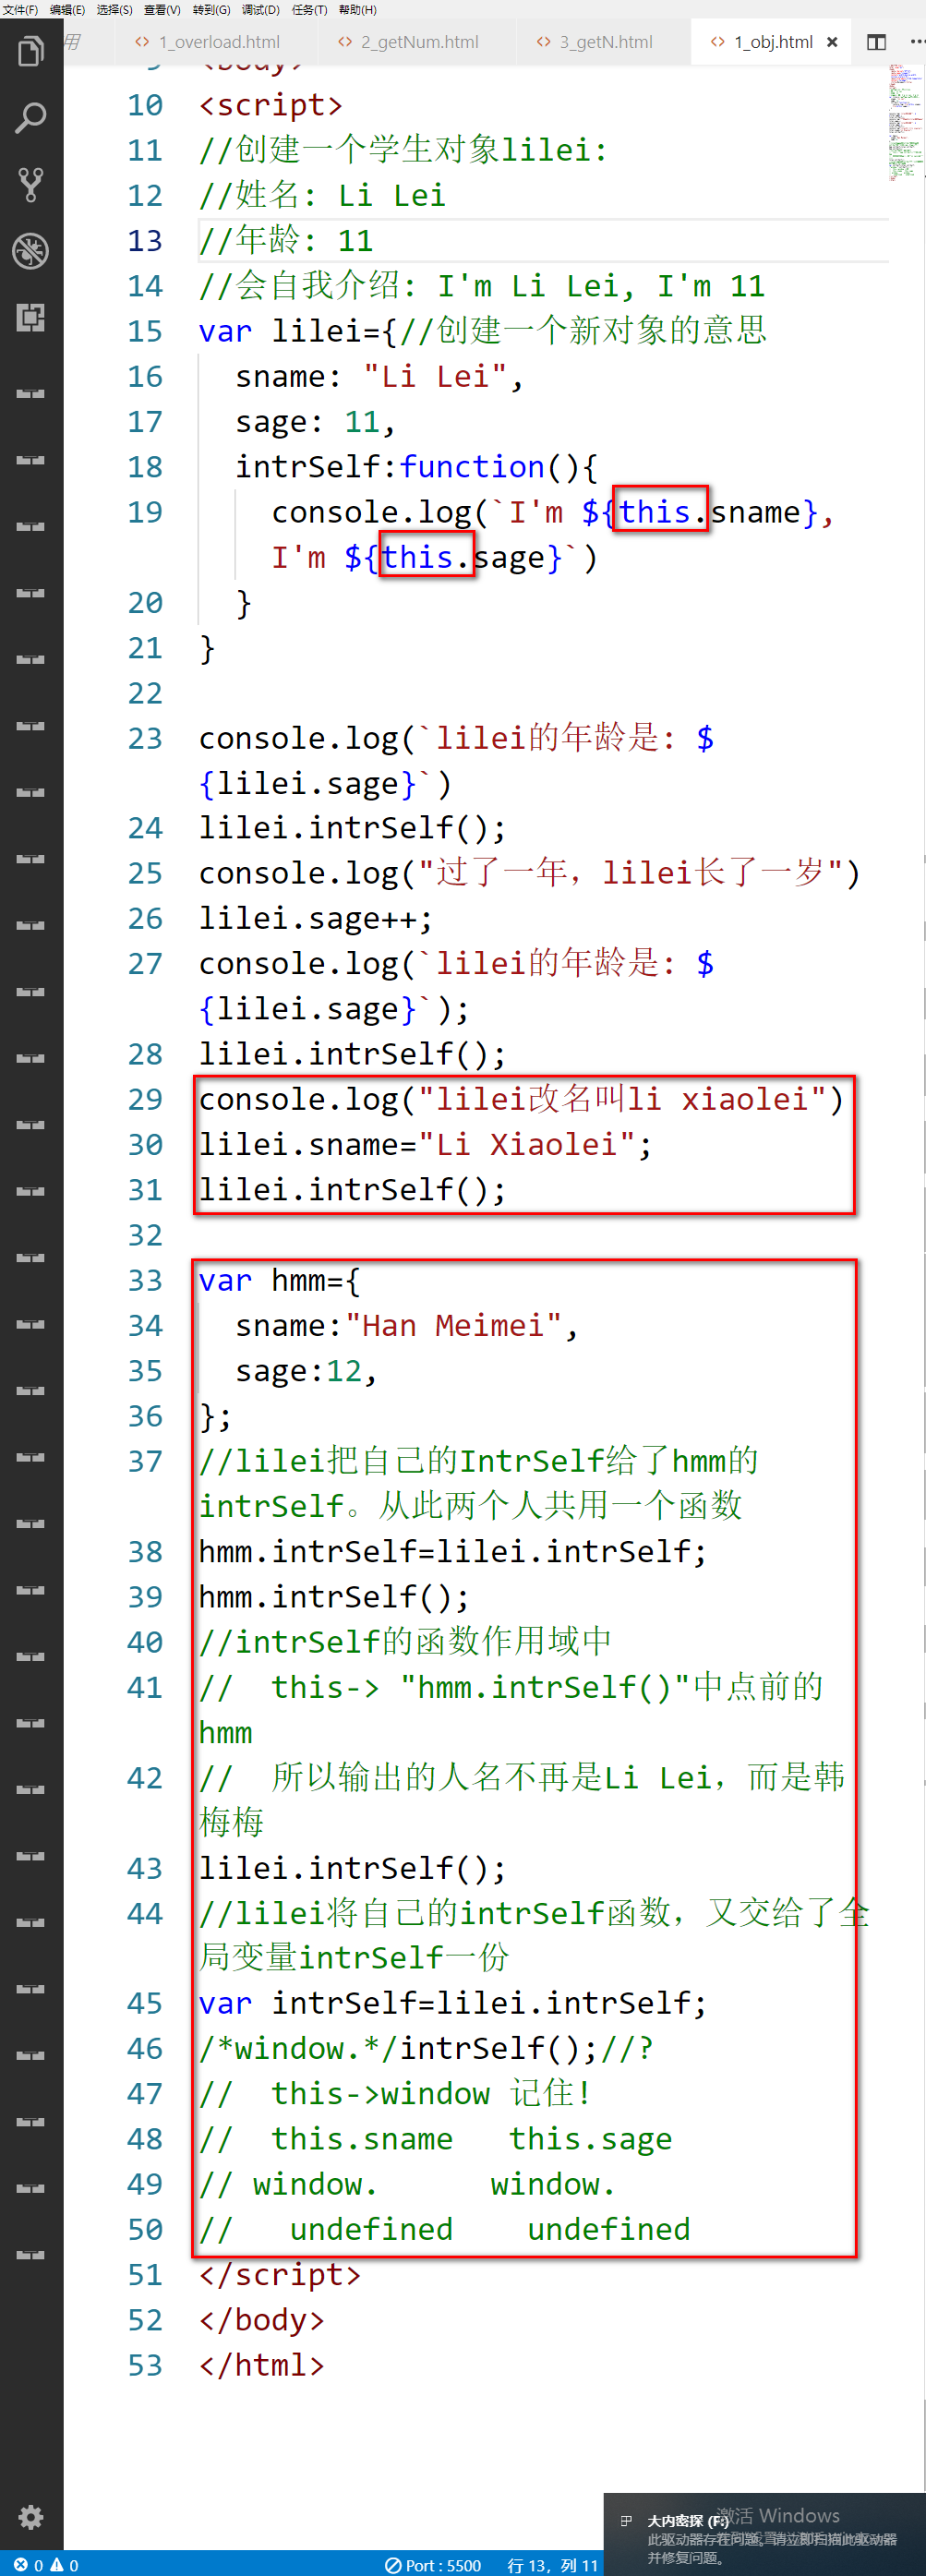 文件(F) 编辑(E) 选择(S) 查看(V) 转到(G) 调试(D) 任务(T) 帮助(H)
用 <> 1_overload.html <> 2_getNum.html <> 3_getN.html <> 1_obj.html ×
9 <body>
10 <script>
11 //创建一个学生对象lilei:
12 //姓名: Li Lei
13 //年龄: 11
14 //会自我介绍: I'm Li Lei, I'm 11
15 var lilei={//创建一个新对象的意思
16 sname: "Li Lei",
17 sage: 11,
18 intrSelf:function(){
19 console.log(`I'm ${this.sname},
I'm ${this.sage}`)
20 }
21 }
22
23 console.log(`lilei的年龄是: $
{lilei.sage}`)
24 lilei.intrSelf();
25 console.log("过了一年，lilei长了一岁")
26 lilei.sage++;
27 console.log(`lilei的年龄是: $
{lilei.sage}`);
28 lilei.intrSelf();
29 console.log("lilei改名叫li xiaolei")
30 lilei.sname="Li Xiaolei";
31 lilei.intrSelf();
32
33 var hmm={
34 sname:"Han Meimei",
35 sage:12,
36 };
37 //lilei把自己的IntrSelf给了hmm的
intrSelf。从此两个人共用一个函数
38 hmm.intrSelf=lilei.intrSelf;
39 hmm.intrSelf();
40 //intrSelf的函数作用域中
41 // this-> "hmm.intrSelf()"中点前的
hmm
42 // 所以输出的人名不再是Li Lei，而是韩
梅梅
43 lilei.intrSelf();
44 //lilei将自己的intrSelf函数，又交给了全
局变量intrSelf一份
45 var intrSelf=lilei.intrSelf;
46 /*window.*/intrSelf();//?
47 // this->window 记住!
48 // this.sname this.sage
49 // window. window.
50 // undefined undefined
51 </script>
52 </body>
53 </html>
激活 Windows
大内密探 (F:)
此驱动器存在问题。请立即扫描此驱动器
并修复问题。
0 0 Port : 5500 行 13，列 11